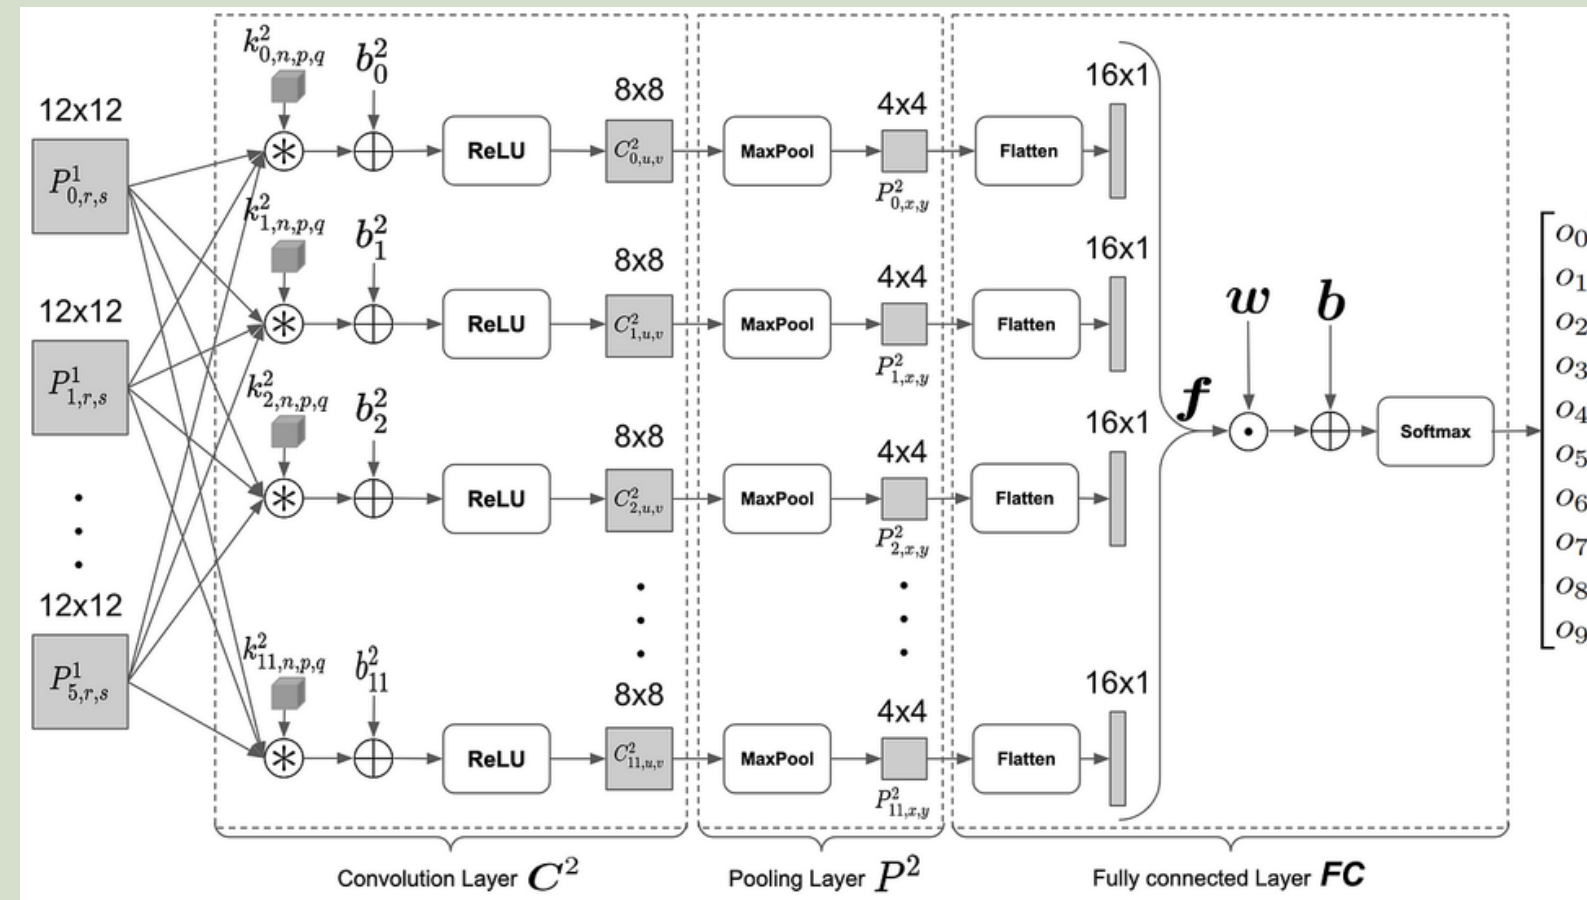 12x12
P^1_{0,r,s}
12x12
P^1_{1,r,s}
12x12
P^1_{5,r,s}
k^2_{0,n,p,q}
b^2_0
ReLU
8x8
C^2_{0,u,v}
MaxPool
4x4
P^2_{0,x,y}
Flatten
16x1
k^2_{1,n,p,q}
b^2_1
ReLU
8x8
C^2_{1,u,v}
MaxPool
4x4
P^2_{1,x,y}
Flatten
16x1
k^2_{2,n,p,q}
b^2_2
ReLU
8x8
C^2_{2,u,v}
MaxPool
4x4
P^2_{2,x,y}
Flatten
16x1
k^2_{11,n,p,q}
b^2_{11}
ReLU
8x8
C^2_{11,u,v}
MaxPool
4x4
P^2_{11,x,y}
Flatten
16x1
f
w
b
Softmax
o_0
o_1
o_2
o_3
o_4
o_5
o_6
o_7
o_8
o_9
Convolution Layer C^2
Pooling Layer P^2
Fully connected Layer FC